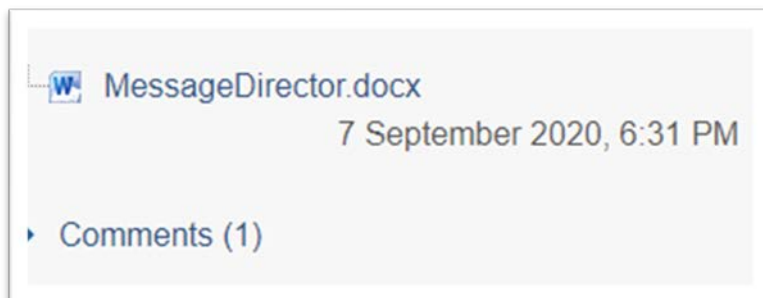 MessageDirector.docx
7 September 2020, 6:31 PM
Comments (1)